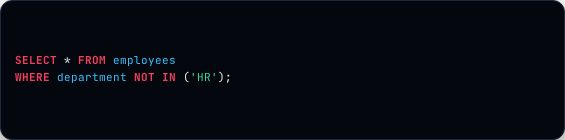 SELECT * FROM employees
WHERE department NOT IN ('HR');